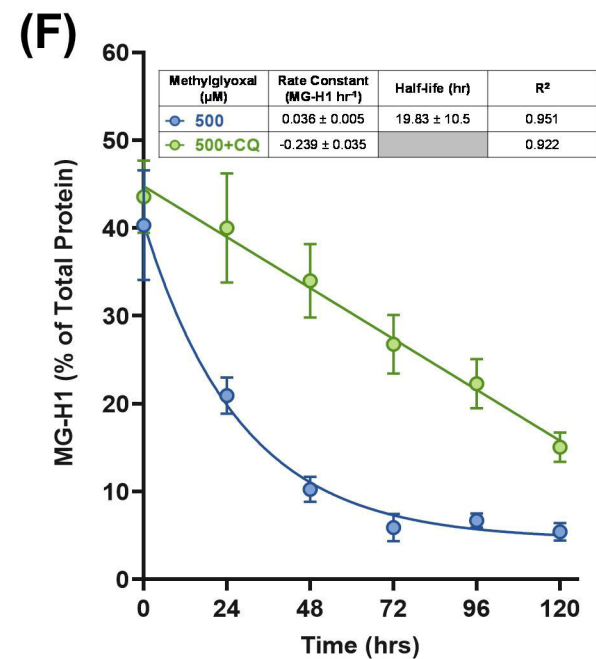 (F)
Methylglyoxal (μM) Rate Constant (MG-H1 hr⁻¹) Half-life (hr) R²
500 0.036 ± 0.005 19.83 ± 10.5 0.951
500+CQ -0.239 ± 0.035 0.922
MG-H1 (% of Total Protein)
60
50
40
30
20
10
0
0 24 48 72 96 120
Time (hrs)